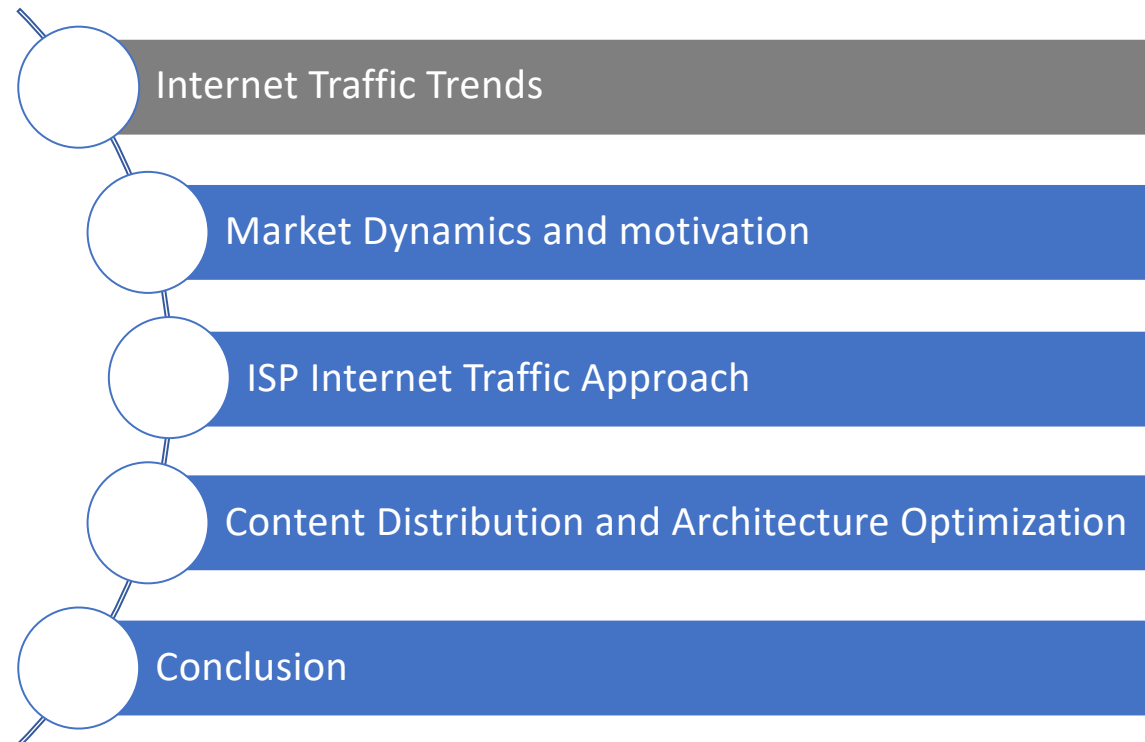 Internet Traffic Trends
Market Dynamics and motivation
ISP Internet Traffic Approach
Content Distribution and Architecture Optimization
Conclusion